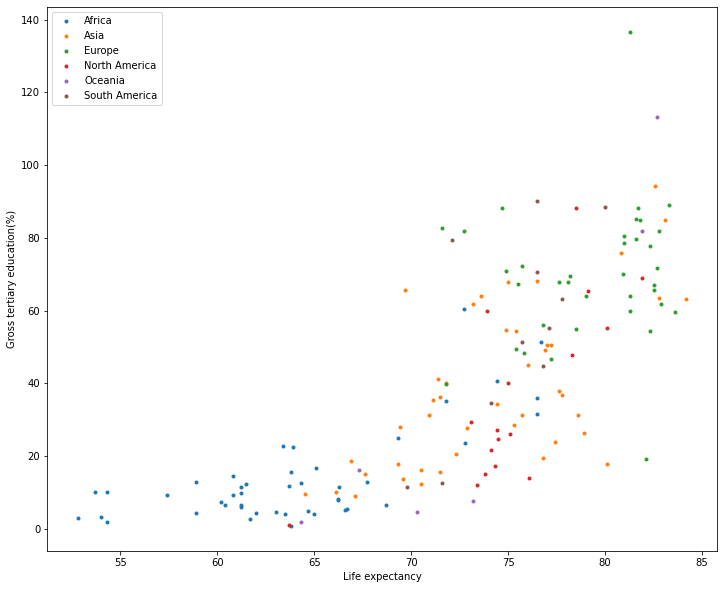 Africa
Asia
Europe
North America
Oceania
South America
140
120
100
80
60
40
20
0
Gross tertiary education(%)
55
60
65
70
75
80
85
Life expectancy